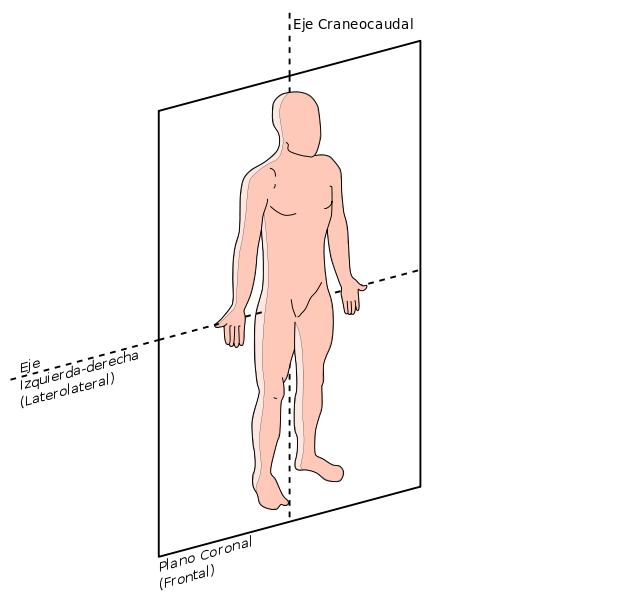 Eje Craneocaudal
Eje
Izquierda-derecha
(Laterolateral)
Plano Coronal
(Frontal)